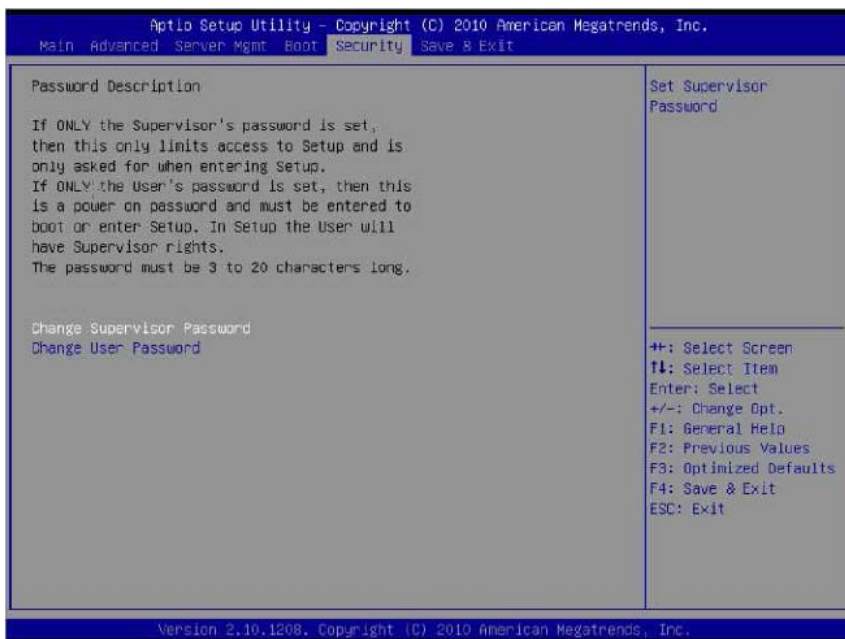 Aptio Setup Utility - Copyright (C) 2010 American Megatrends, Inc.
Main Advanced Server Mgmt Boot Security Save & Exit
Password Description
If ONLY the Supervisor's password is set,
then this only limits access to Setup and is
only asked for when entering Setup.
If ONLY the User's password is set, then this
is a power on password and must be entered to
boot or enter Setup. In Setup the User will
have Supervisor rights.
The password must be 3 to 20 characters long.
Change Supervisor Password
Change User Password
Set Supervisor
Password
→←: Select Screen
↑↓: Select Item
Enter: Select
+/-: Change Opt.
F1: General Help
F2: Previous Values
F3: Optimized Defaults
F4: Save & Exit
ESC: Exit
Version 2.10.1208. Copyright (C) 2010 American Megatrends, Inc.